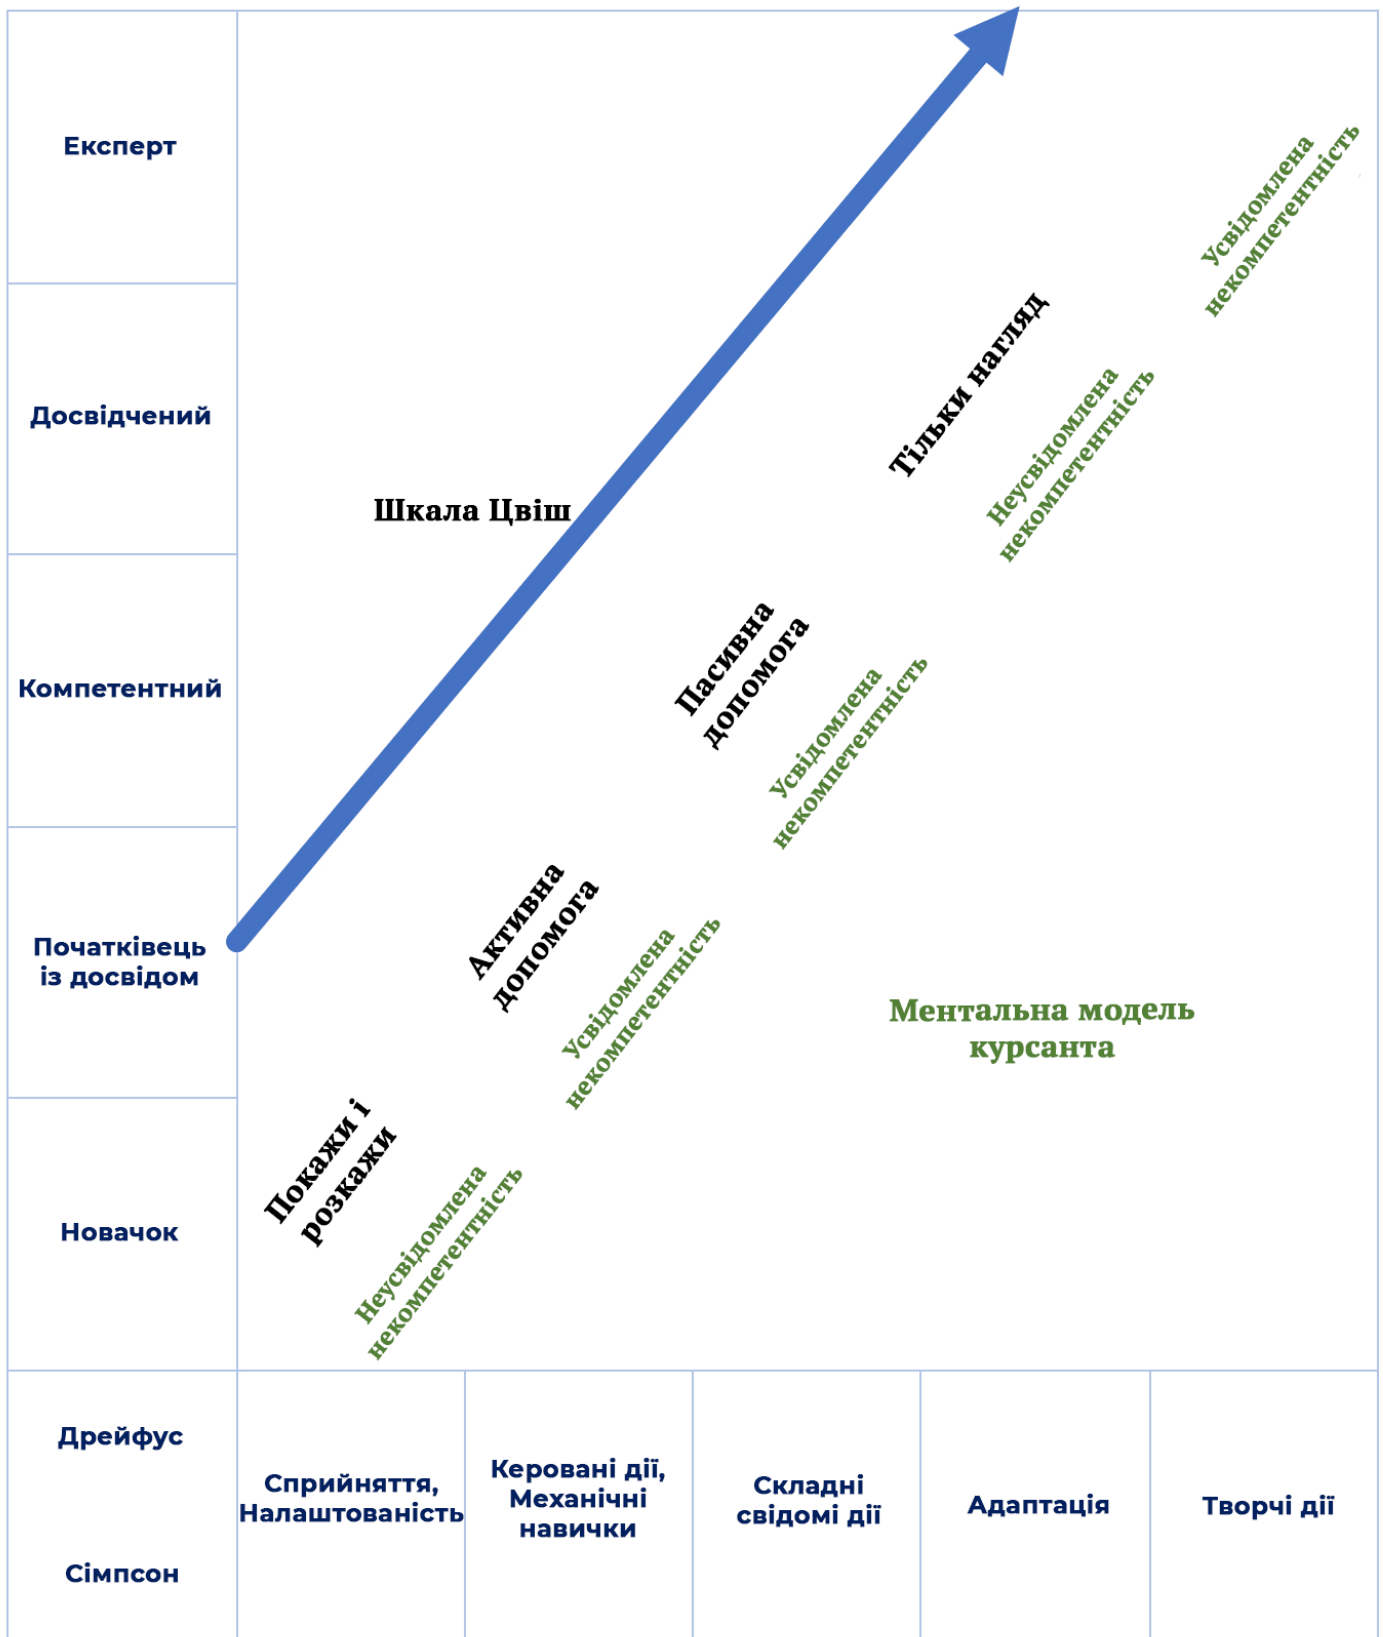 Експерт
Усвідомлена
некомпетентність
Досвідчений
Тільки нагляд
Неусвідомлена
некомпетентність
Шкала Цвіш
Компетентний
Пасивна
допомога
Усвідомлена
некомпетентність
Початківець
із досвідом
Активна
допомога
Усвідомлена
некомпетентність
Ментальна модель
курсанта
Новачок
Покажи і
розкажи
Неусвідомлена
некомпетентність
Дрейфус
Сімпсон
Сприйняття,
Налаштованість
Керовані дії,
Механічні
навички
Складні
свідомі дії
Адаптація
Творчі дії